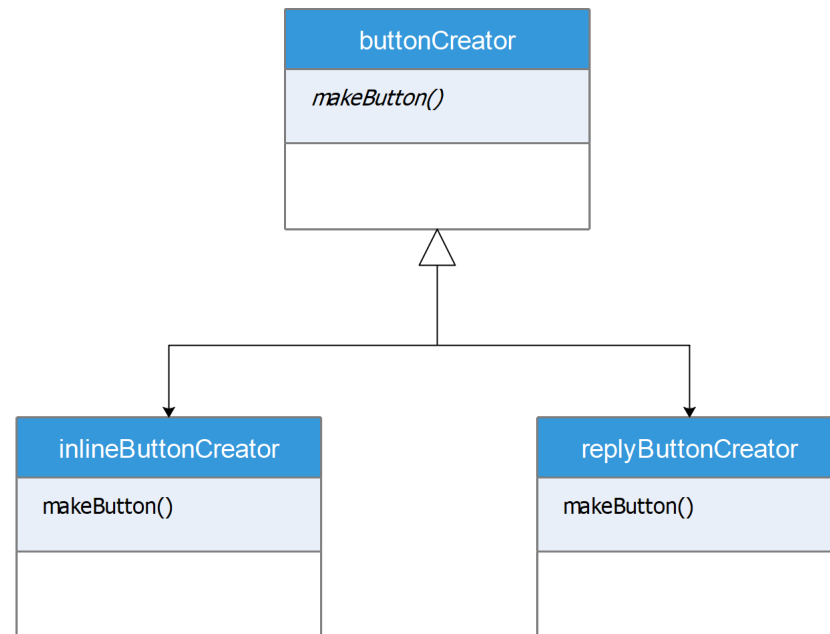 buttonCreator
makeButton()
inlineButtonCreator
makeButton()
replyButtonCreator
makeButton()